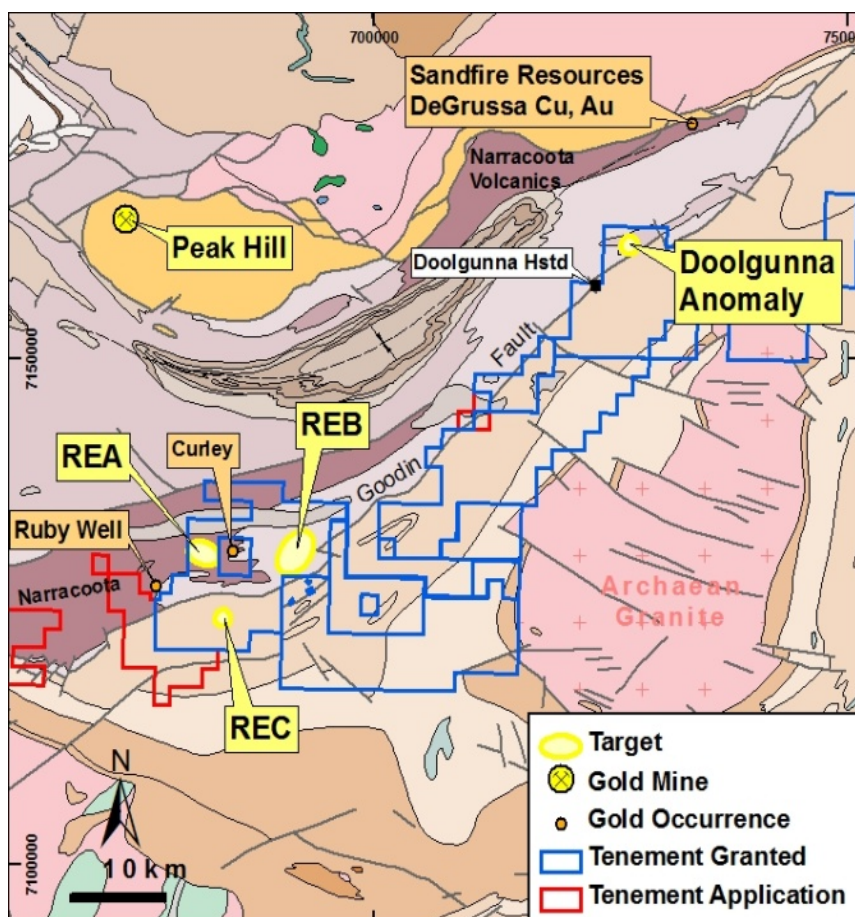 700000
7500
Sandfire Resources
DeGrussa Cu, Au
Narracoota
Volcanics
Peak Hill
Doolgunna Hstd
Doolgunna
Anomaly
7150000
Fault
REB
REA
Curley
Goodin
Ruby Well
Narracoota
Archaean
Granite
REC
N
10 km
7100000
Target
Gold Mine
Gold Occurrence
Tenement Granted
Tenement Application